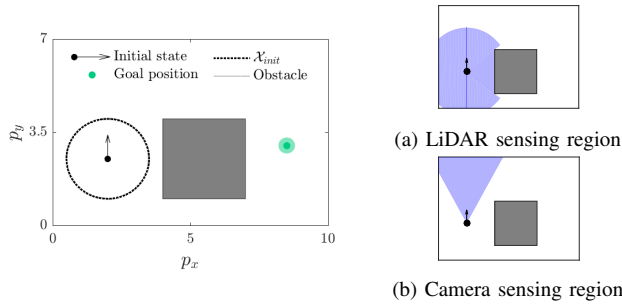 7
Initial state
𝒳init
Goal position
Obstacle
p_y
3.5
0
0
5
10
p_x
(a) LiDAR sensing region
(b) Camera sensing region